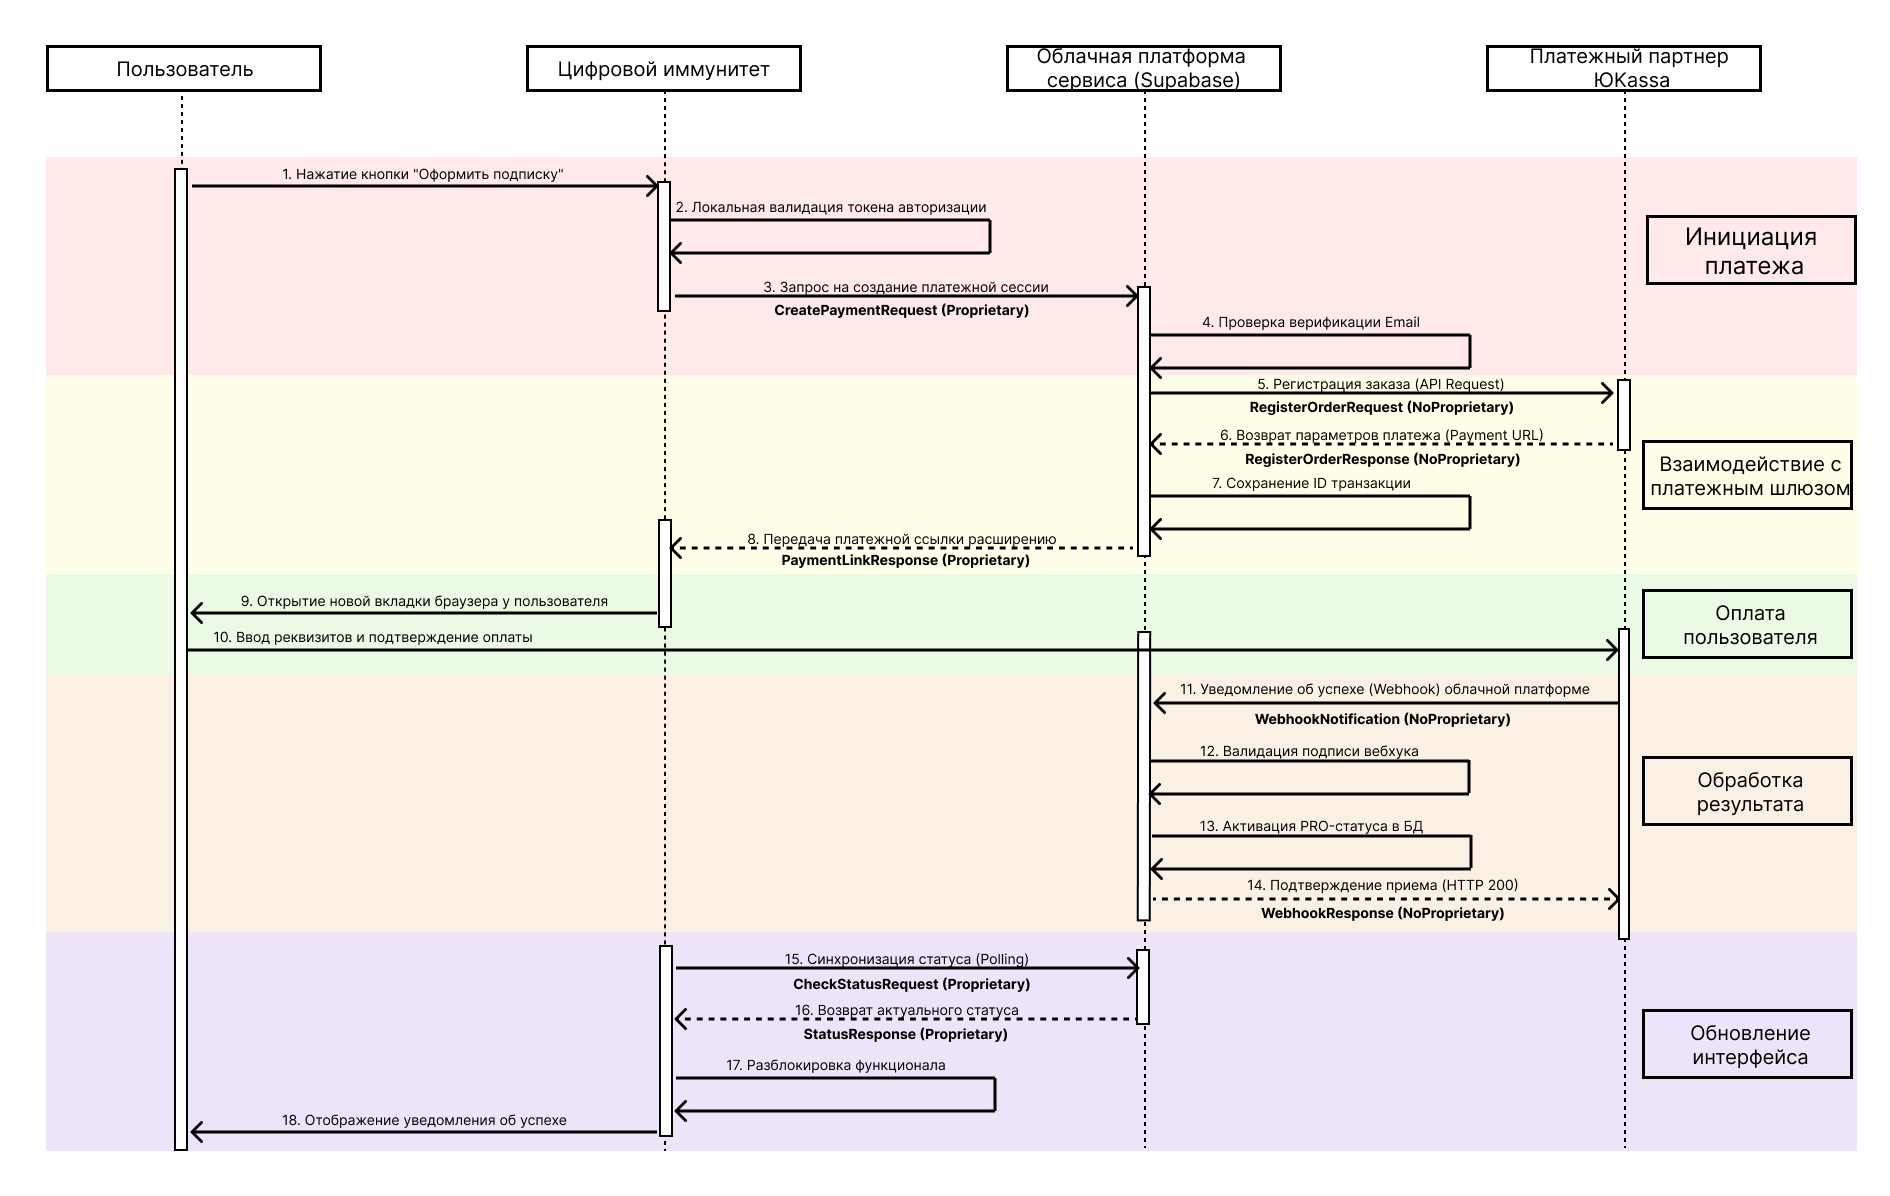 Пользователь
Цифровой иммунитет
Облачная платформа
сервиса (Supabase)
Платежный партнер
ЮKassa
1. Нажатие кнопки "Оформить подписку"
2. Локальная валидация токена авторизации
Инициация
платежа
3. Запрос на создание платежной сессии
CreatePaymentRequest (Proprietary)
4. Проверка верификации Email
5. Регистрация заказа (API Request)
RegisterOrderRequest (NoProprietary)
6. Возврат параметров платежа (Payment URL)
RegisterOrderResponse (NoProprietary)
Взаимодействие с
платежным шлюзом
7. Сохранение ID транзакции
8. Передача платежной ссылки расширению
PaymentLinkResponse (Proprietary)
9. Открытие новой вкладки браузера у пользователя
Оплата
пользователя
10. Ввод реквизитов и подтверждение оплаты
11. Уведомление об успехе (Webhook) облачной платформе
WebhookNotification (NoProprietary)
12. Валидация подписи вебхука
Обработка
результата
13. Активация PRO-статуса в БД
14. Подтверждение приема (HTTP 200)
WebhookResponse (NoProprietary)
15. Синхронизация статуса (Polling)
CheckStatusRequest (Proprietary)
16. Возврат актуального статуса
StatusResponse (Proprietary)
Обновление
интерфейса
17. Разблокировка функционала
18. Отображение уведомления об успехе